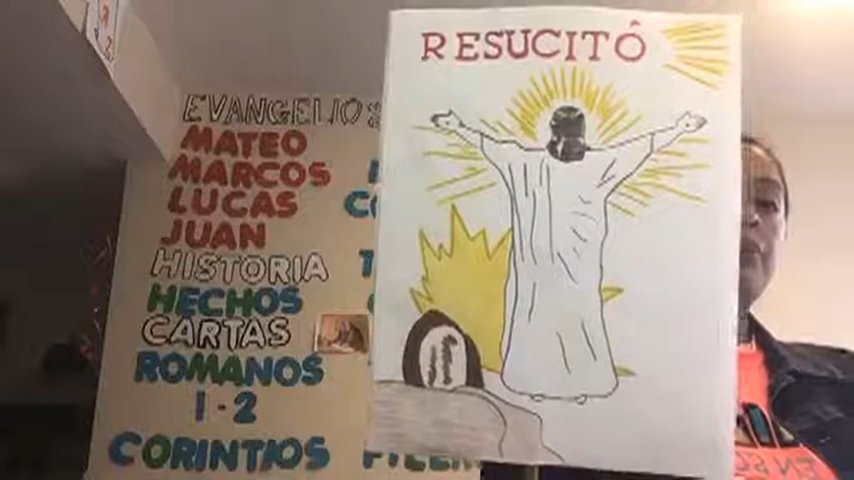 RESUCITÓ
EVANGELIOS
MATEO
MARCOS
LUCAS
JUAN
HISTORIA
HECHOS
CARTAS
ROMANOS
1-2
CORINTIOS